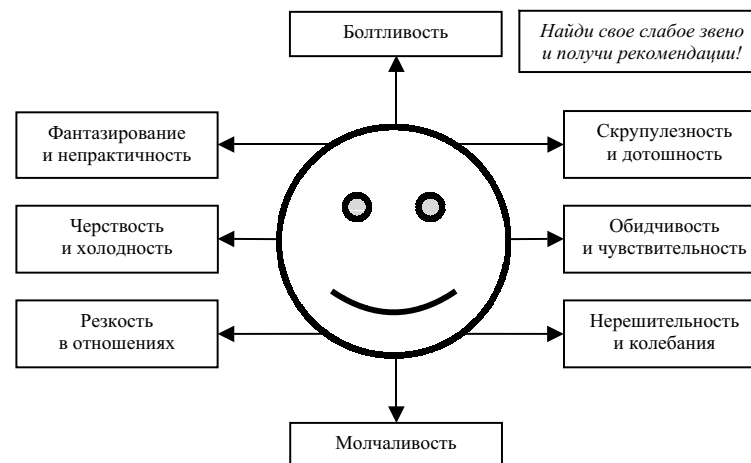 Болтливость
Найди свое слабое звено
и получи рекомендации!
Фантазирование
и непрактичность
Скрупулезность
и дотошность
Черствость
и холодность
Обидчивость
и чувствительность
Резкость
в отношениях
Нерешительность
и колебания
Молчаливость